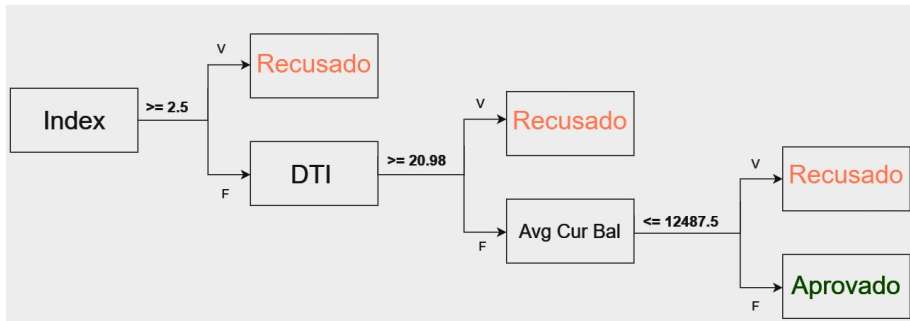 V
Recusado
>= 2.5
Index
V
Recusado
>= 20.98
DTI
F
V
Recusado
<= 12487.5
Avg Cur Bal
F
Aprovado
F